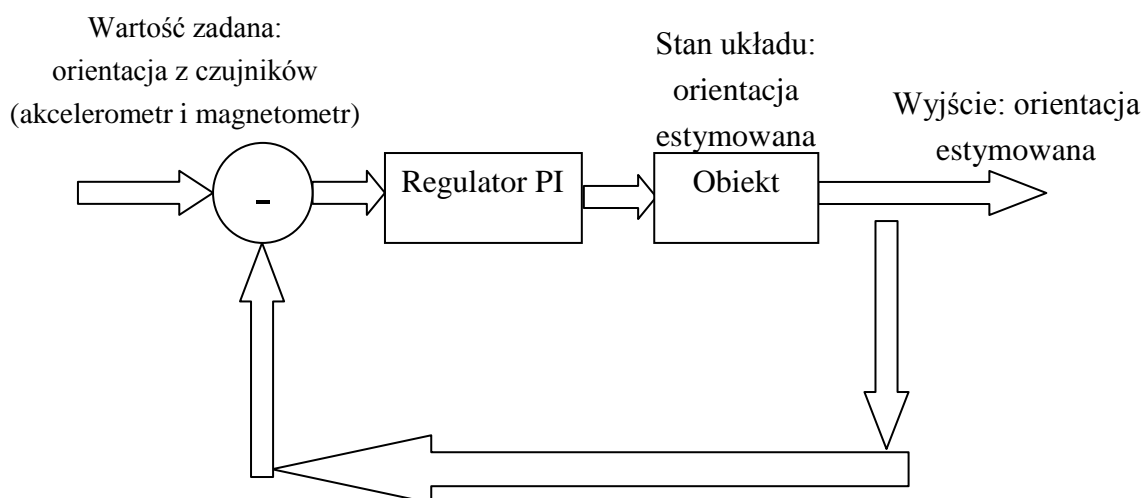 Wartość zadana:
orientacja z czujników
(akcelerometr i magnetometr)
Stan układu:
orientacja
estymowana
Wyjście: orientacja
estymowana
-
Regulator PI
Obiekt